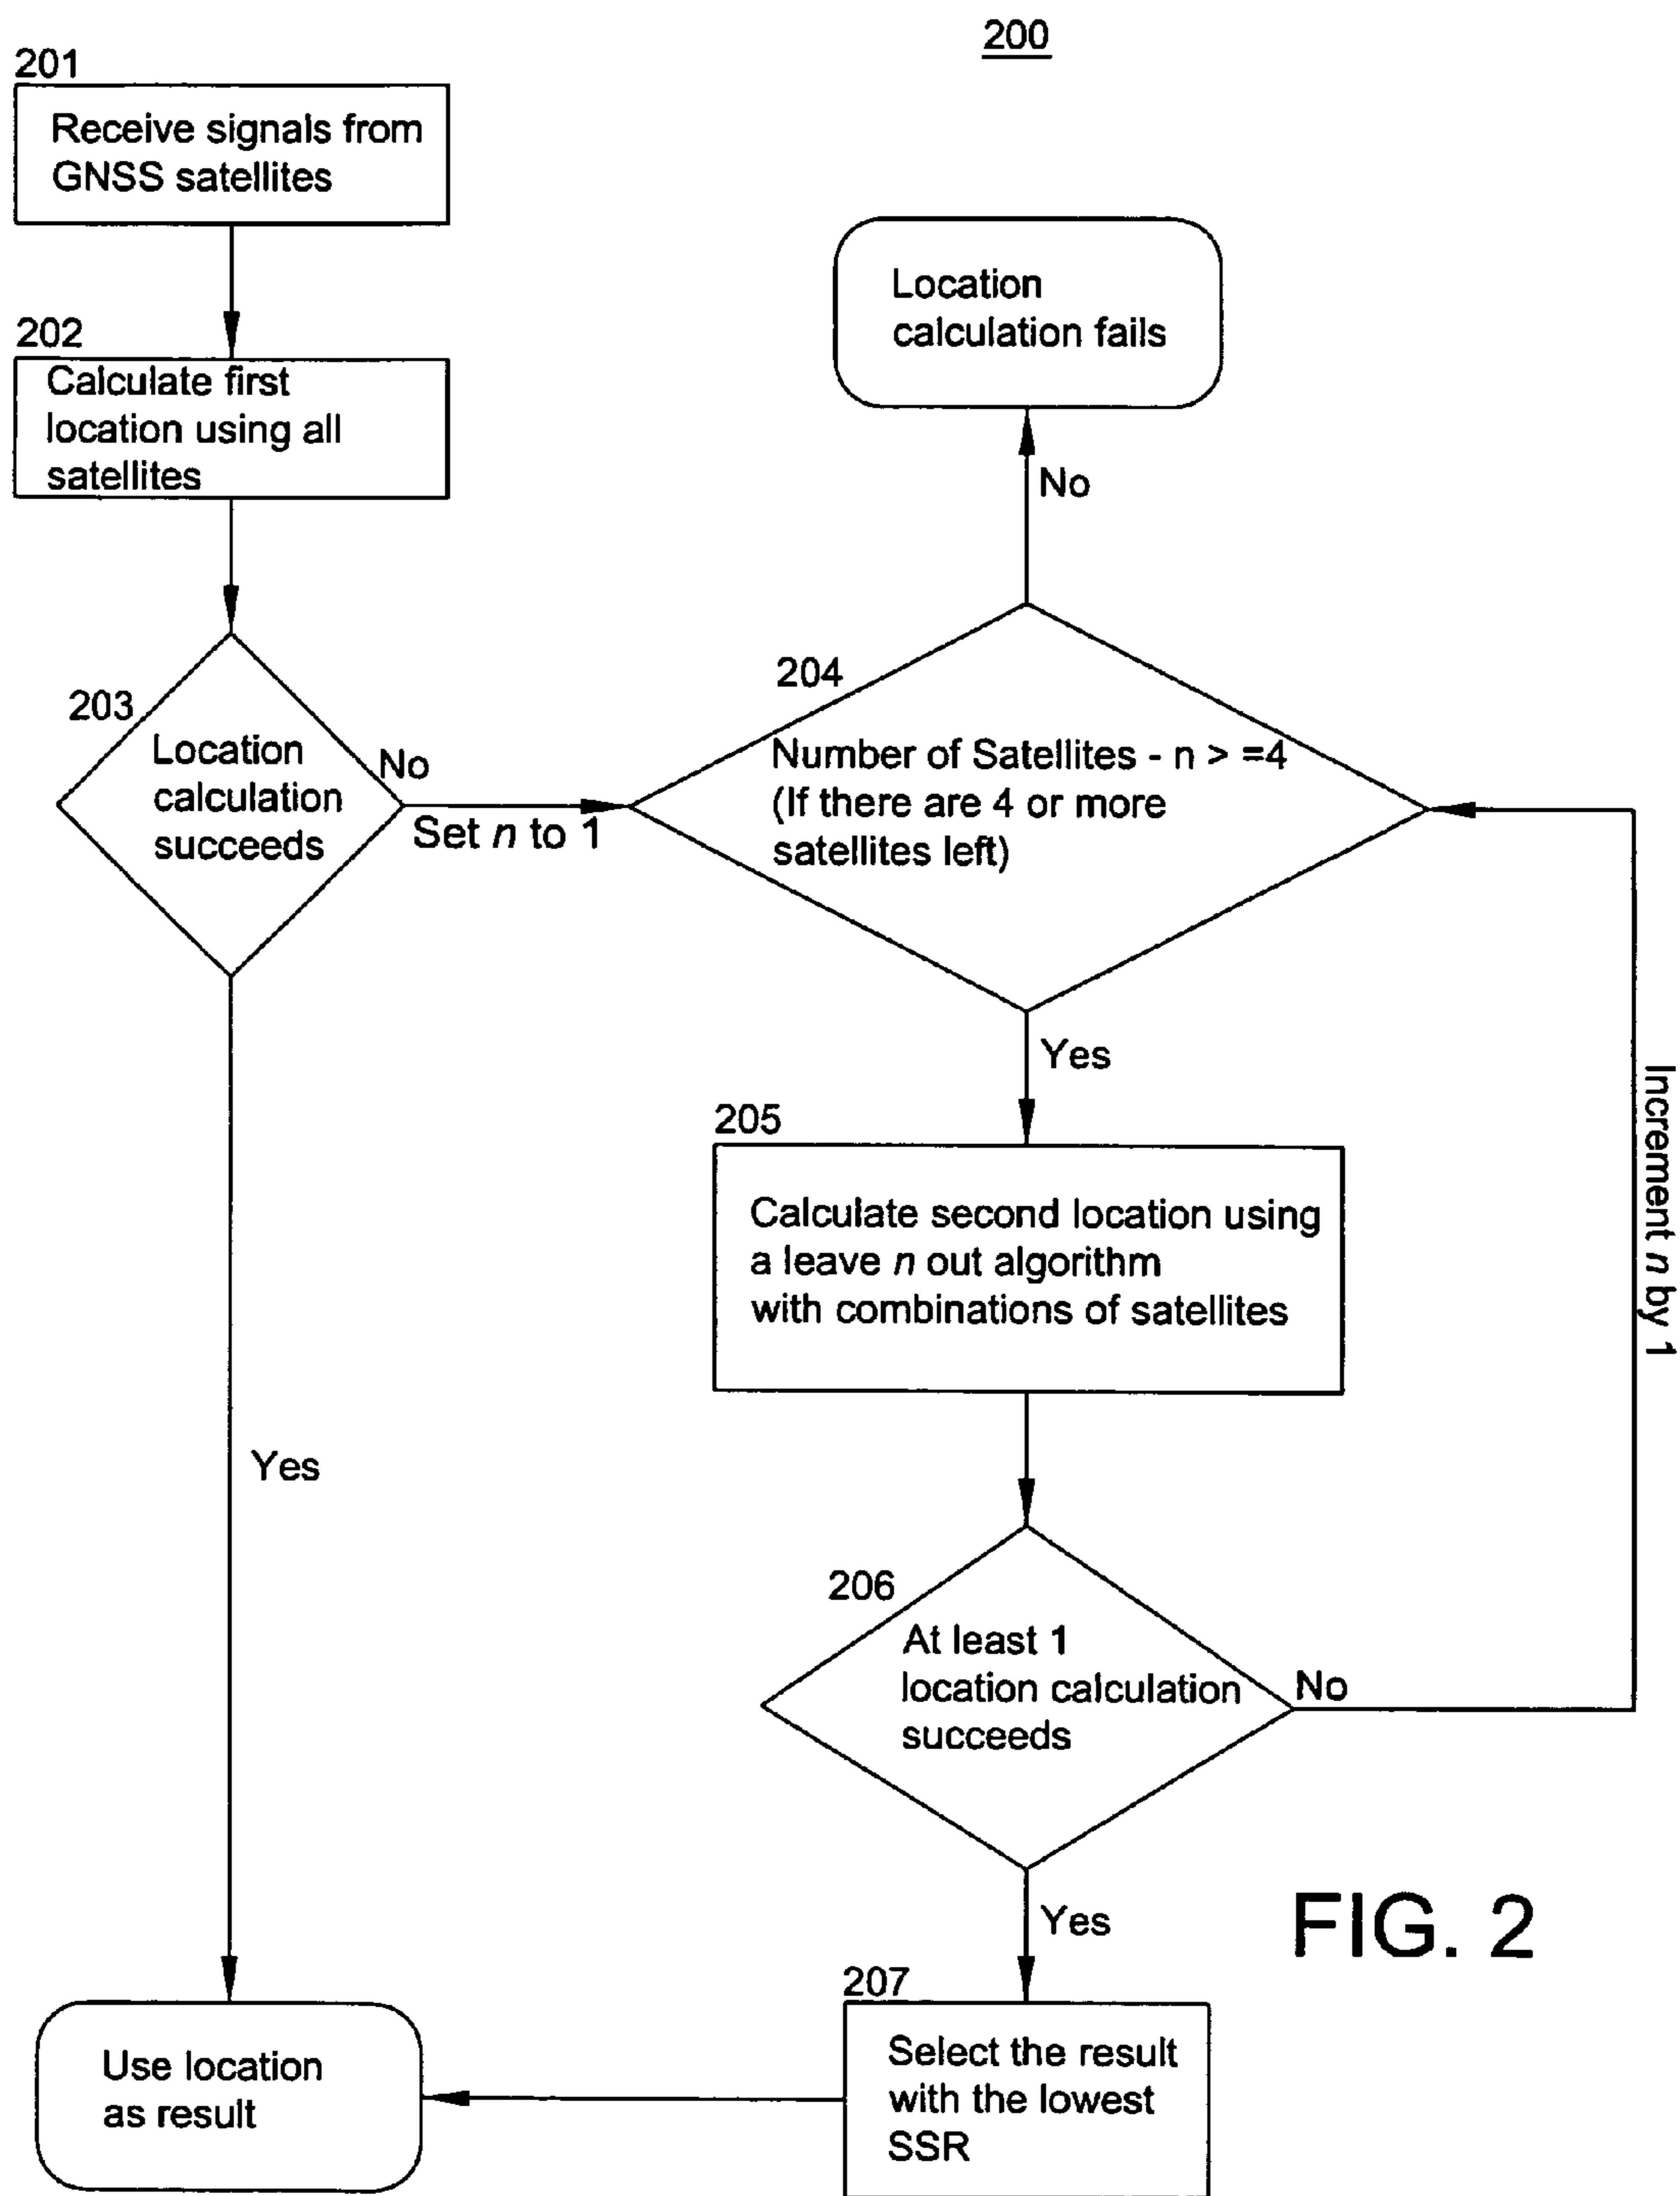 200
201
Receive signals from
GNSS satellites
202
Calculate first
location using all
satellites
203
Location
calculation
succeeds
No
Set n to 1
Yes
Location
calculation fails
No
204
Number of Satellites - n > =4
(If there are 4 or more
satellites left)
Yes
205
Calculate second location using
a leave n out algorithm
with combinations of satellites
206
At least 1
location calculation
succeeds
No
Increment n by 1
Yes
207
Select the result
with the lowest
SSR
Use location
as result
FIG. 2